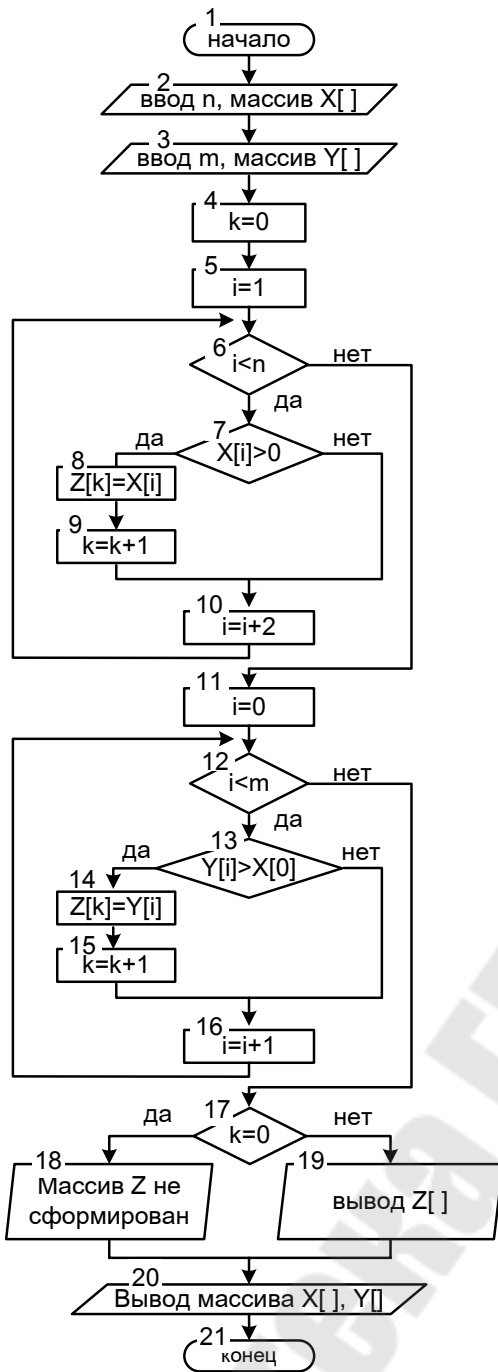 1
начало
2
ввод n, массив X[ ]
3
ввод m, массив Y[ ]
4
k=0
5
i=1
6
i<n
нет
да
7
X[i]>0
да
нет
8
Z[k]=X[i]
9
k=k+1
10
i=i+2
11
i=0
12
i<m
нет
да
13
Y[i]>X[0]
да
нет
14
Z[k]=Y[i]
15
k=k+1
16
i=i+1
17
k=0
да
нет
18
Массив Z не
сформирован
19
вывод Z[ ]
20
Вывод массива X[ ], Y[]
21
конец